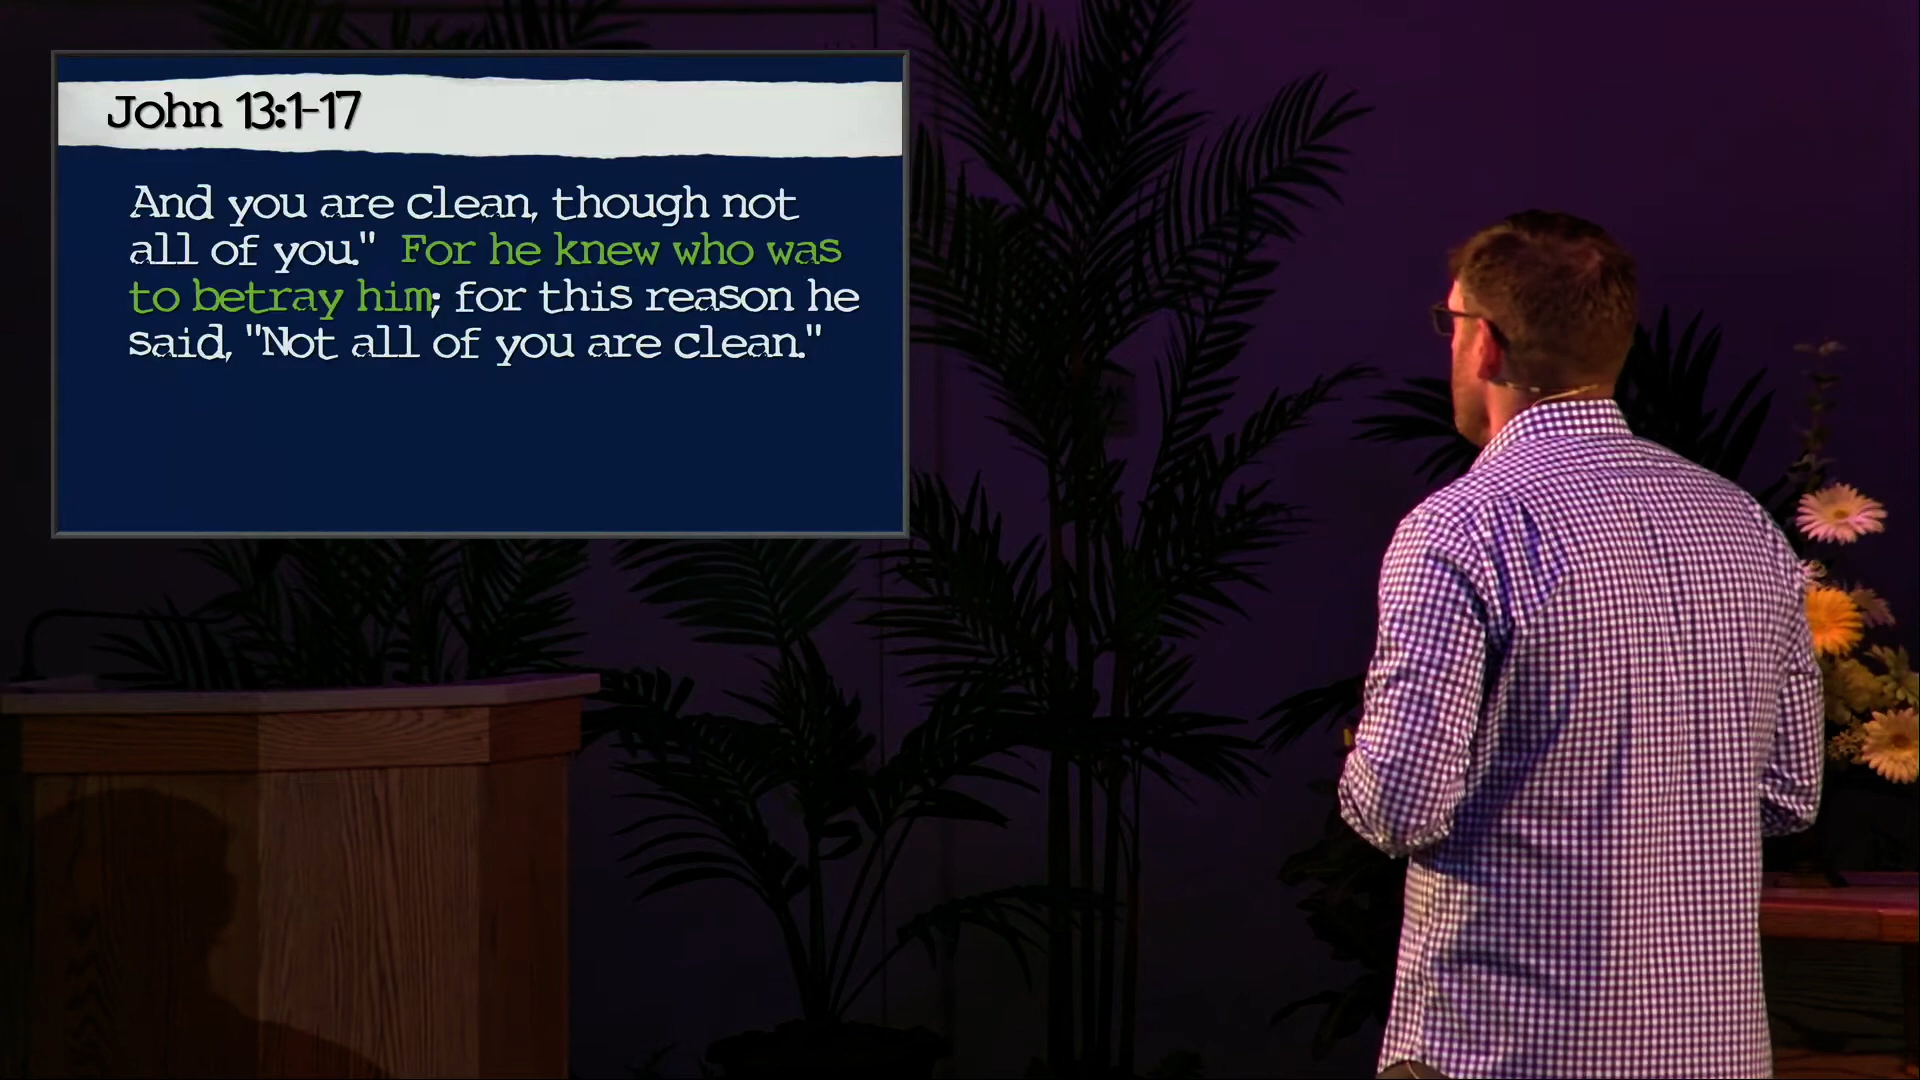 John 13:1-17
And you are clean, though not
all of you." For he knew who was
to betray him; for this reason he
said, "Not all of you are clean."